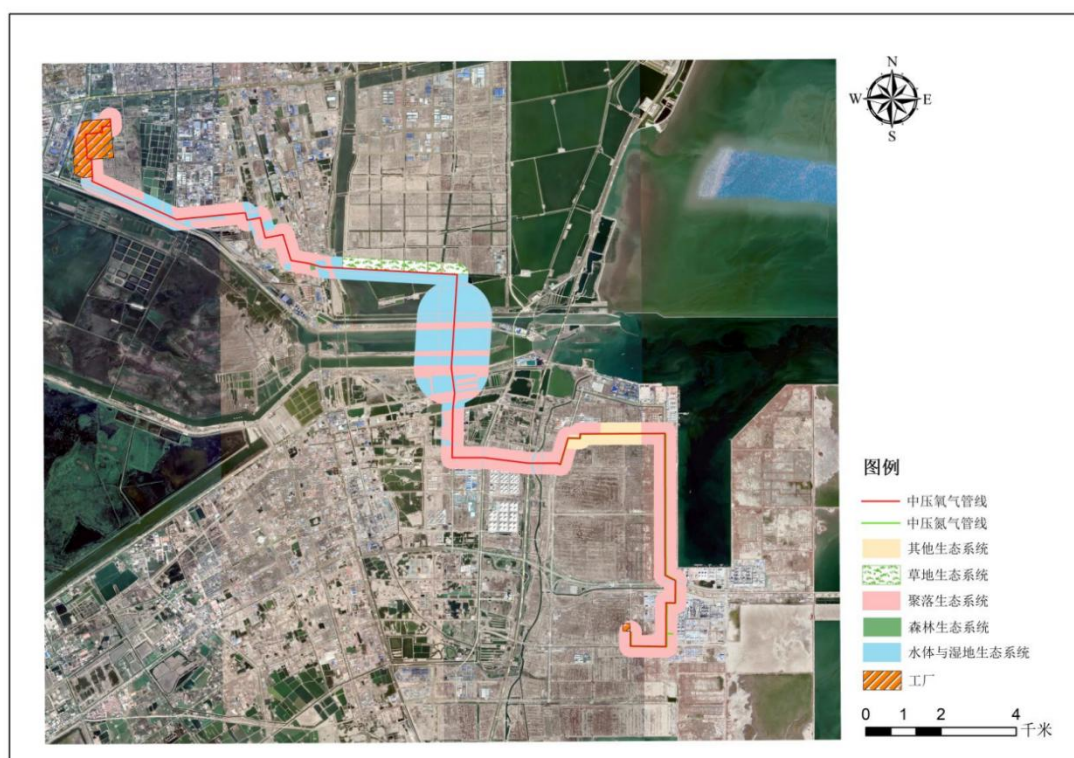 N
W E
S
图例
中压氧气管线
中压氮气管线
其他生态系统
草地生态系统
聚落生态系统
森林生态系统
水体与湿地生态系统
工厂
0 1 2 4
千米